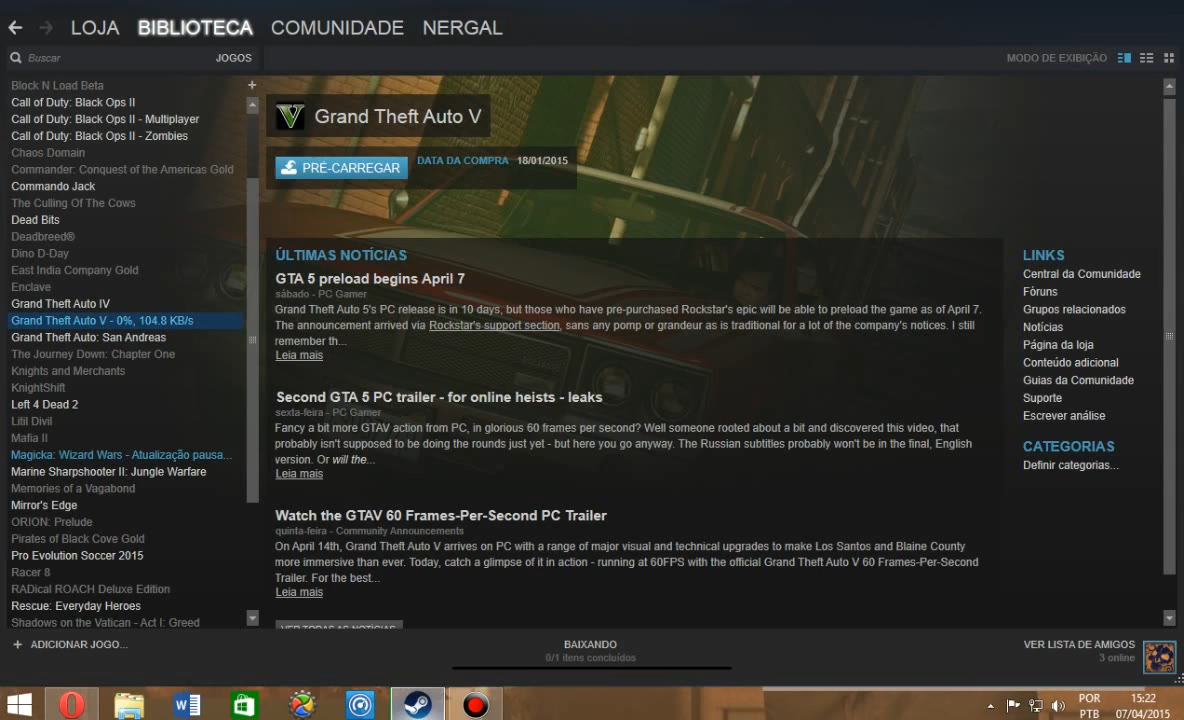 LOJA BIBLIOTECA COMUNIDADE NERGAL
Buscar JOGOS MODO DE EXIBIÇÃO
Block N Load Beta
Call of Duty: Black Ops II
Call of Duty: Black Ops II - Multiplayer
Call of Duty: Black Ops II - Zombies
Chaos Domain
Commander: Conquest of the Americas Gold
Commando Jack
The Culling Of The Cows
Dead Bits
Deadbreed®
Dino D-Day
East India Company Gold
Enclave
Grand Theft Auto IV
Grand Theft Auto V - 0%, 104.8 KB/s
Grand Theft Auto: San Andreas
The Journey Down: Chapter One
Knights and Merchants
KnightShift
Left 4 Dead 2
Litil Divil
Mafia II
Magicka: Wizard Wars - Atualização pausa...
Marine Sharpshooter II: Jungle Warfare
Memories of a Vagabond
Mirror's Edge
ORION: Prelude
Pirates of Black Cove Gold
Pro Evolution Soccer 2015
Racer 8
RADical ROACH Deluxe Edition
Rescue: Everyday Heroes
Shadows on the Vatican - Act I: Greed
Grand Theft Auto V
PRÉ-CARREGAR DATA DA COMPRA 18/01/2015
ÚLTIMAS NOTÍCIAS
GTA 5 preload begins April 7
sábado - PC Gamer
Grand Theft Auto 5's PC release is in 10 days, but those who have pre-purchased Rockstar's epic will be able to preload the game as of April 7.
The announcement arrived via Rockstar's support section, sans any pomp or grandeur as is traditional for a lot of the company's notices. I still
remember th...
Leia mais
Second GTA 5 PC trailer - for online heists - leaks
sexta-feira - PC Gamer
Fancy a bit more GTAV action from PC, in glorious 60 frames per second? Well someone rooted about a bit and discovered this video, that
probably isn't supposed to be doing the rounds just yet - but here you go anyway. The Russian subtitles probably won't be in the final, English
version. Or will the...
Leia mais
Watch the GTAV 60 Frames-Per-Second PC Trailer
quinta-feira - Community Announcements
On April 14th, Grand Theft Auto V arrives on PC with a range of major visual and technical upgrades to make Los Santos and Blaine County
more immersive than ever. Today, catch a glimpse of it in action - running at 60FPS with the official Grand Theft Auto V 60 Frames-Per-Second
Trailer. For the best...
Leia mais
VER TODAS AS NOTÍCIAS
LINKS
Central da Comunidade
Fóruns
Grupos relacionados
Notícias
Página da loja
Conteúdo adicional
Guias da Comunidade
Suporte
Escrever análise
CATEGORIAS
Definir categorias...
+ ADICIONAR JOGO...
BAIXANDO
0/1 itens concluídos
VER LISTA DE AMIGOS
3 online
POR 15:22
PTB 07/04/2015